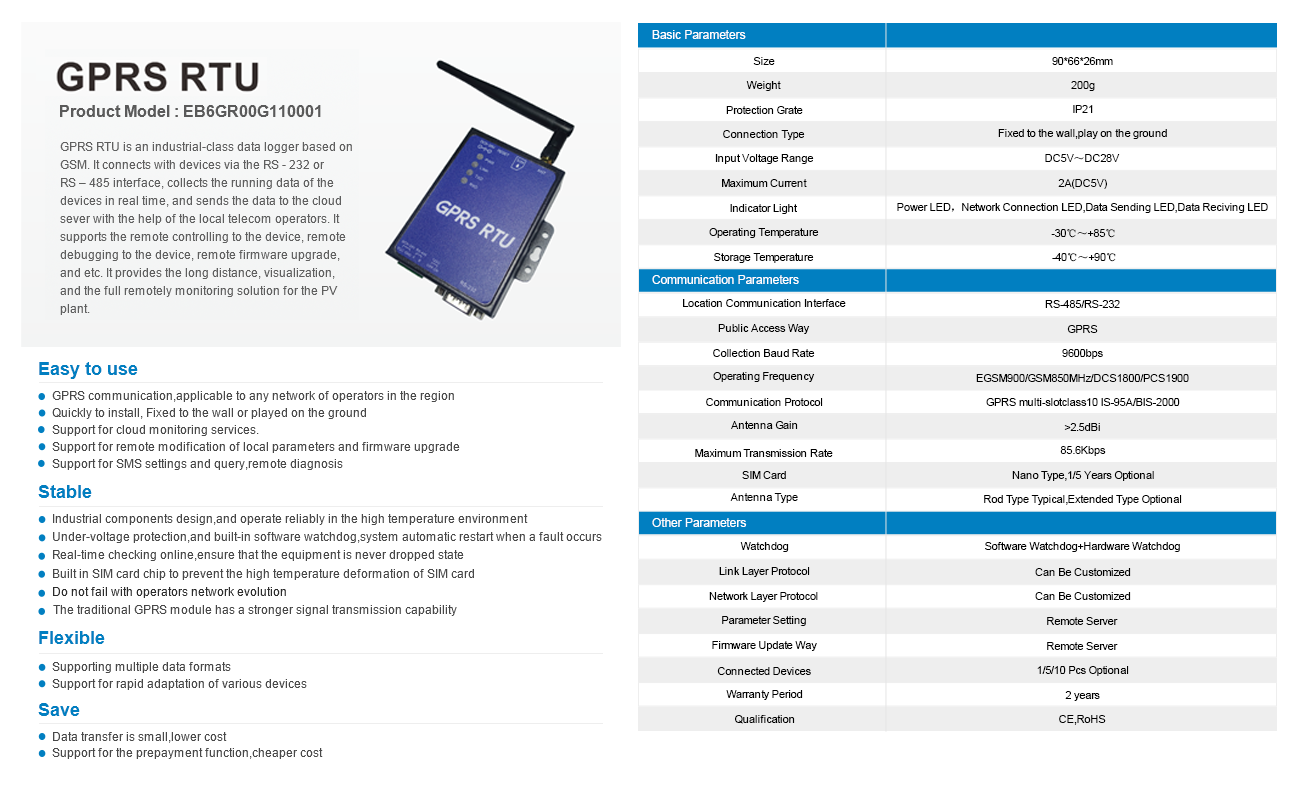 GPRS RTU
Product Model : EB6GR00G110001
GPRS RTU is an industrial-class data logger based on
GSM. It connects with devices via the RS - 232 or
RS – 485 interface, collects the running data of the
devices in real time, and sends the data to the cloud
sever with the help of the local telecom operators. It
supports the remote controlling to the device, remote
debugging to the device, remote firmware upgrade,
and etc. It provides the long distance, visualization,
and the full remotely monitoring solution for the PV
plant.
GPRS RTU
Easy to use
GPRS communication,applicable to any network of operators in the region
Quickly to install, Fixed to the wall or played on the ground
Support for cloud monitoring services.
Support for remote modification of local parameters and firmware upgrade
Support for SMS settings and query,remote diagnosis
Stable
Industrial components design,and operate reliably in the high temperature environment
Under-voltage protection,and built-in software watchdog,system automatic restart when a fault occurs
Real-time checking online,ensure that the equipment is never dropped state
Built in SIM card chip to prevent the high temperature deformation of SIM card
Do not fail with operators network evolution
The traditional GPRS module has a stronger signal transmission capability
Flexible
Supporting multiple data formats
Support for rapid adaptation of various devices
Save
Data transfer is small,lower cost
Support for the prepayment function,cheaper cost
Basic Parameters
Size 90*66*26mm
Weight 200g
Protection Grate IP21
Connection Type Fixed to the wall,play on the ground
Input Voltage Range DC5V～DC28V
Maximum Current 2A(DC5V)
Indicator Light Power LED，Network Connection LED,Data Sending LED,Data Reciving LED
Operating Temperature -30℃～+85℃
Storage Temperature -40℃～+90℃
Communication Parameters
Location Communication Interface RS-485/RS-232
Public Access Way GPRS
Collection Baud Rate 9600bps
Operating Frequency EGSM900/GSM850MHz/DCS1800/PCS1900
Communication Protocol GPRS multi-slotclass10 IS-95A/BIS-2000
Antenna Gain >2.5dBi
Maximum Transmission Rate 85.6Kbps
SIM Card Nano Type,1/5 Years Optional
Antenna Type Rod Type Typical,Extended Type Optional
Other Parameters
Watchdog Software Watchdog+Hardware Watchdog
Link Layer Protocol Can Be Customized
Network Layer Protocol Can Be Customized
Parameter Setting Remote Server
Firmware Update Way Remote Server
Connected Devices 1/5/10 Pcs Optional
Warranty Period 2 years
Qualification CE,RoHS